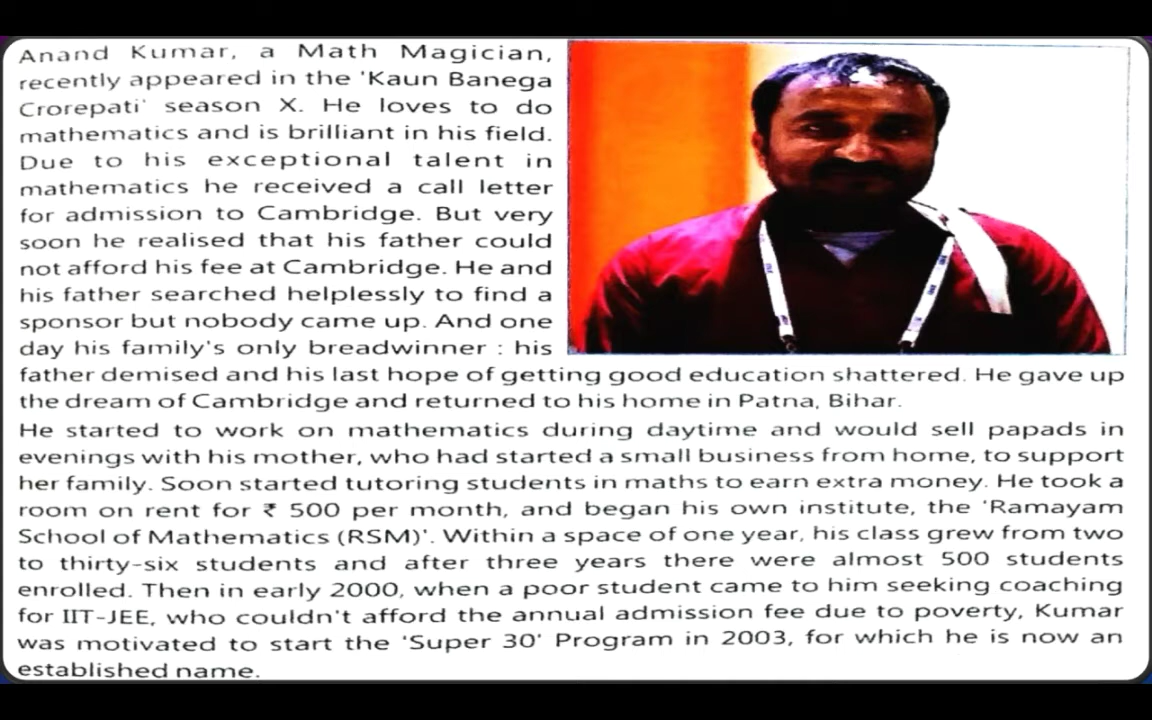 Anand Kumar, a Math Magician,
recently appeared in the 'Kaun Banega
Crorepati' season X. He loves to do
mathematics and is brilliant in his field.
Due to his exceptional talent in
mathematics he received a call letter
for admission to Cambridge. But very
soon he realised that his father could
not afford his fee at Cambridge. He and
his father searched helplessly to find a
sponsor but nobody came up. And one
day his family's only breadwinner : his
father demised and his last hope of getting good education shattered. He gave up
the dream of Cambridge and returned to his home in Patna, Bihar.
He started to work on mathematics during daytime and would sell papads in
evenings with his mother, who had started a small business from home, to support
her family. Soon started tutoring students in maths to earn extra money. He took a
room on rent for ₹ 500 per month, and began his own institute, the 'Ramayam
School of Mathematics (RSM)'. Within a space of one year, his class grew from two
to thirty-six students and after three years there were almost 500 students
enrolled. Then in early 2000, when a poor student came to him seeking coaching
for IIT-JEE, who couldn't afford the annual admission fee due to poverty, Kumar
was motivated to start the 'Super 30' Program in 2003, for which he is now an
established name.